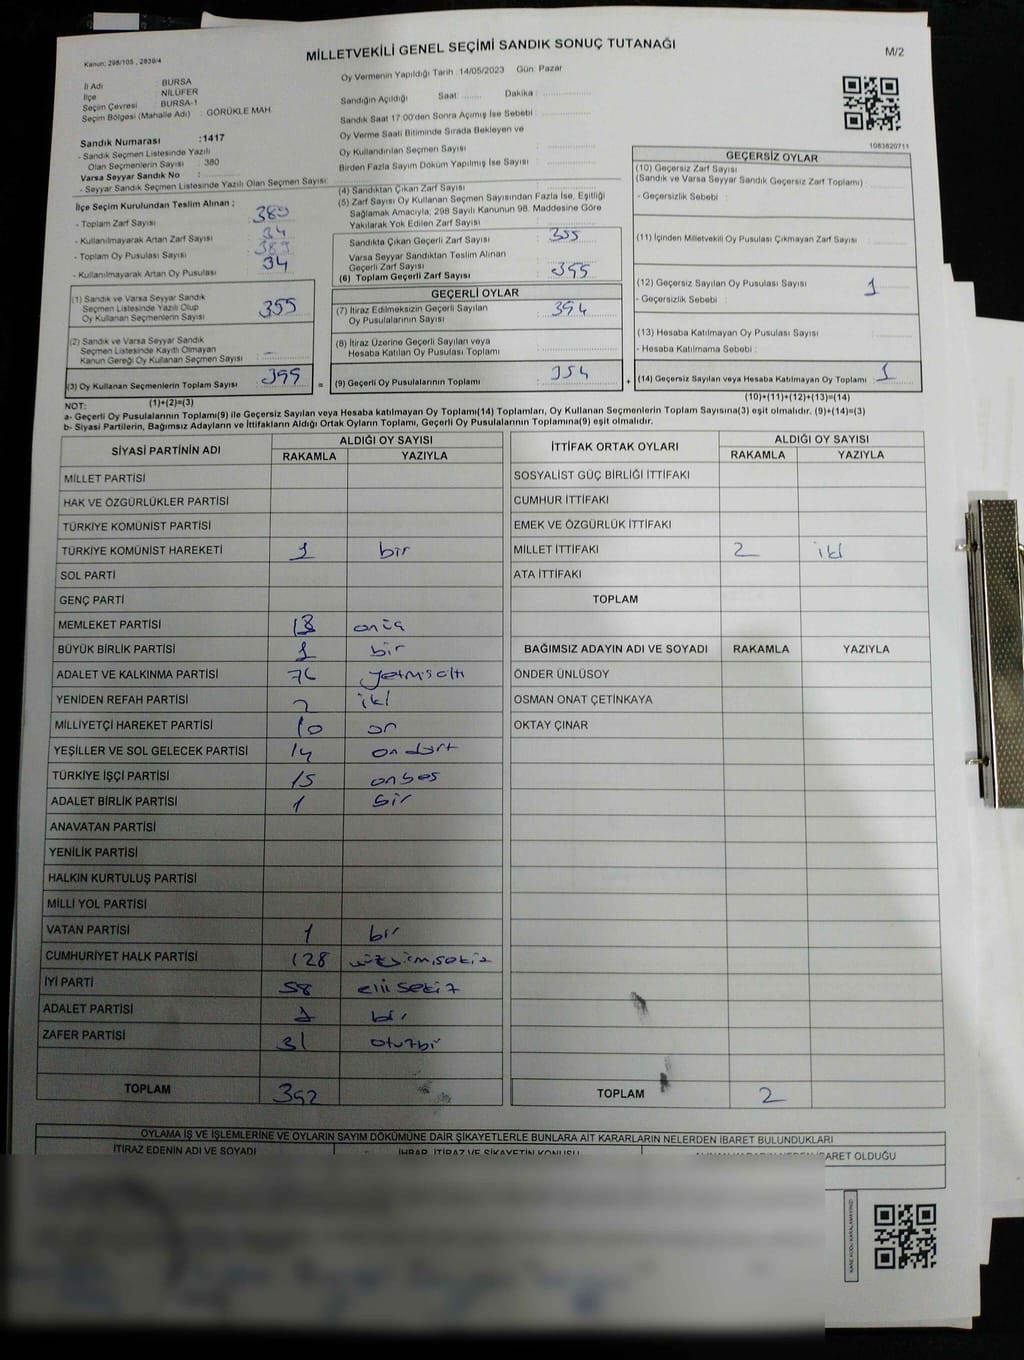 MİLLETVEKİLİ GENEL SEÇİMİ SANDIK SONUÇ TUTANAĞI
M/2
Kanun: 298/105 , 2839/4
İl Adı : BURSA
İlçe : NİLÜFER
Seçim Çevresi : BURSA-1
Seçim Bölgesi (Mahalle Adı) : GÖRÜKLE MAH
Sandık Numarası :1417
- Sandık Seçmen Listesinde Yazılı
Olan Seçmenlerin Sayısı : 380
Varsa Seyyar Sandık No :
- Seyyar Sandık Seçmen Listesinde Yazılı Olan Seçmen Sayısı:
Oy Vermenin Yapıldığı Tarih :14/05/2023 Gün: Pazar
Sandığın Açıldığı Saat Dakika :
Sandık Saat 17:00'den Sonra Açımış İse Sebebi :
Oy Verme Saati Bitiminde Sırada Bekleyen ve
Oy Kullandırılan Seçmen Sayısı :
Birden Fazla Sayım Döküm Yapılmış İse Sayısı :
1083820711
İlçe Seçim Kurulundan Teslim Alınan ;
- Toplam Zarf Sayısı : 389
- Kullanılmayarak Artan Zarf Sayısı : 34
- Toplam Oy Pusulası Sayısı : 389
- Kullanılmayarak Artan Oy Pusulası 34
(1) Sandık ve Varsa Seyyar Sandık
Seçmen Listesinde Yazılı Olup
Oy Kullanan Seçmenlerin Sayısı : 355
(2) Sandık ve Varsa Seyyar Sandık
Seçmen Listesinde Kayıtlı Olmayan
Kanun Gereği Oy Kullanan Seçmen Sayısı : –
(3) Oy Kullanan Seçmenlerin Toplam Sayısı : 355 =
(1)+(2)=(3)
(4) Sandıktan Çıkan Zarf Sayısı :
(5) Zarf Sayısı Oy Kullanan Seçmen Sayısından Fazla İse, Eşitliği
Sağlamak Amacıyla, 298 Sayılı Kanunun 98. Maddesine Göre
Yakılarak Yok Edilen Zarf Sayısı :
Sandıkta Çıkan Geçerli Zarf Sayısı : 355
Varsa Seyyar Sandıktan Teslim Alınan
Geçerli Zarf Sayısı :
(6) Toplam Geçerli Zarf Sayısı : 355
GEÇERLİ OYLAR
(7) İtiraz Edilmeksizin Geçerli Sayılan
Oy Pusulalarının Sayısı : 354
(8) İtiraz Üzerine Geçerli Sayılan veya
Hesaba Katılan Oy Pusulası Toplamı :
(9) Geçerli Oy Pusulalarının Toplamı : 354 +
GEÇERSİZ OYLAR
(10) Geçersiz Zarf Sayısı
(Sandık ve Varsa Seyyar Sandık Geçersiz Zarf Toplamı) :
- Geçersizlik Sebebi :
(11) İçinden Milletvekili Oy Pusulası Çıkmayan Zarf Sayısı :
(12) Geçersiz Sayılan Oy Pusulası Sayısı : 1
- Geçersizlik Sebebi :
(13) Hesaba Katılmayan Oy Pusulası Sayısı :
- Hesaba Katılmama Sebebi :
(14) Geçersiz Sayılan veya Hesaba Katılmayan Oy Toplamı : 1
(10)+(11)+(12)+(13)=(14)
NOT:
a- Geçerli Oy Pusulalarının Toplamı(9) ile Geçersiz Sayılan veya Hesaba katılmayan Oy Toplamı(14) Toplamları, Oy Kullanan Seçmenlerin Toplam Sayısına(3) eşit olmalıdır. (9)+(14)=(3)
b- Siyasi Partilerin, Bağımsız Adayların ve İttifakların Aldığı Ortak Oyların Toplamı, Geçerli Oy Pusulalarının Toplamına(9) eşit olmalıdır.
SİYASİ PARTİNİN ADI ALDIĞI OY SAYISI
RAKAMLA YAZIYLA
MİLLET PARTİSİ
HAK VE ÖZGÜRLÜKLER PARTİSİ
TÜRKİYE KOMÜNİST PARTİSİ
TÜRKİYE KOMÜNİST HAREKETİ 1 bir
SOL PARTİ
GENÇ PARTİ
MEMLEKET PARTİSİ 13 onüç
BÜYÜK BİRLİK PARTİSİ 1 bir
ADALET VE KALKINMA PARTİSİ 76 yetmişaltı
YENİDEN REFAH PARTİSİ 2 iki
MİLLİYETÇİ HAREKET PARTİSİ 10 on
YEŞİLLER VE SOL GELECEK PARTİSİ 14 ondört
TÜRKİYE İŞÇİ PARTİSİ 15 onbeş
ADALET BİRLİK PARTİSİ 1 bir
ANAVATAN PARTİSİ
YENİLİK PARTİSİ
HALKIN KURTULUŞ PARTİSİ
MİLLİ YOL PARTİSİ
VATAN PARTİSİ 1 bir
CUMHURİYET HALK PARTİSİ 128 yüzyirmisekiz
İYİ PARTİ 58 elli sekiz
ADALET PARTİSİ 1 bir
ZAFER PARTİSİ 31 otuzbir
TOPLAM 352
İTTİFAK ORTAK OYLARI ALDIĞI OY SAYISI
RAKAMLA YAZIYLA
SOSYALİST GÜÇ BİRLİĞİ İTTİFAKI
CUMHUR İTTİFAKI
EMEK VE ÖZGÜRLÜK İTTİFAKI
MİLLET İTTİFAKI 2 iki
ATA İTTİFAKI
TOPLAM
BAĞIMSIZ ADAYIN ADI VE SOYADI RAKAMLA YAZIYLA
ÖNDER ÜNLÜSOY
OSMAN ONAT ÇETİNKAYA
OKTAY ÇINAR
TOPLAM 2
OYLAMA İŞ VE İŞLEMLERİNE VE OYLARIN SAYIM DÖKÜMÜNE DAİR ŞİKAYETLERLE BUNLARA AİT KARARLARIN NELERDEN İBARET BULUNDUKLARI
İTİRAZ EDENİN ADI VE SOYADI İHBAR, İTİRAZ VE ŞİKAYETİN KONUSU İBARET OLDUĞU